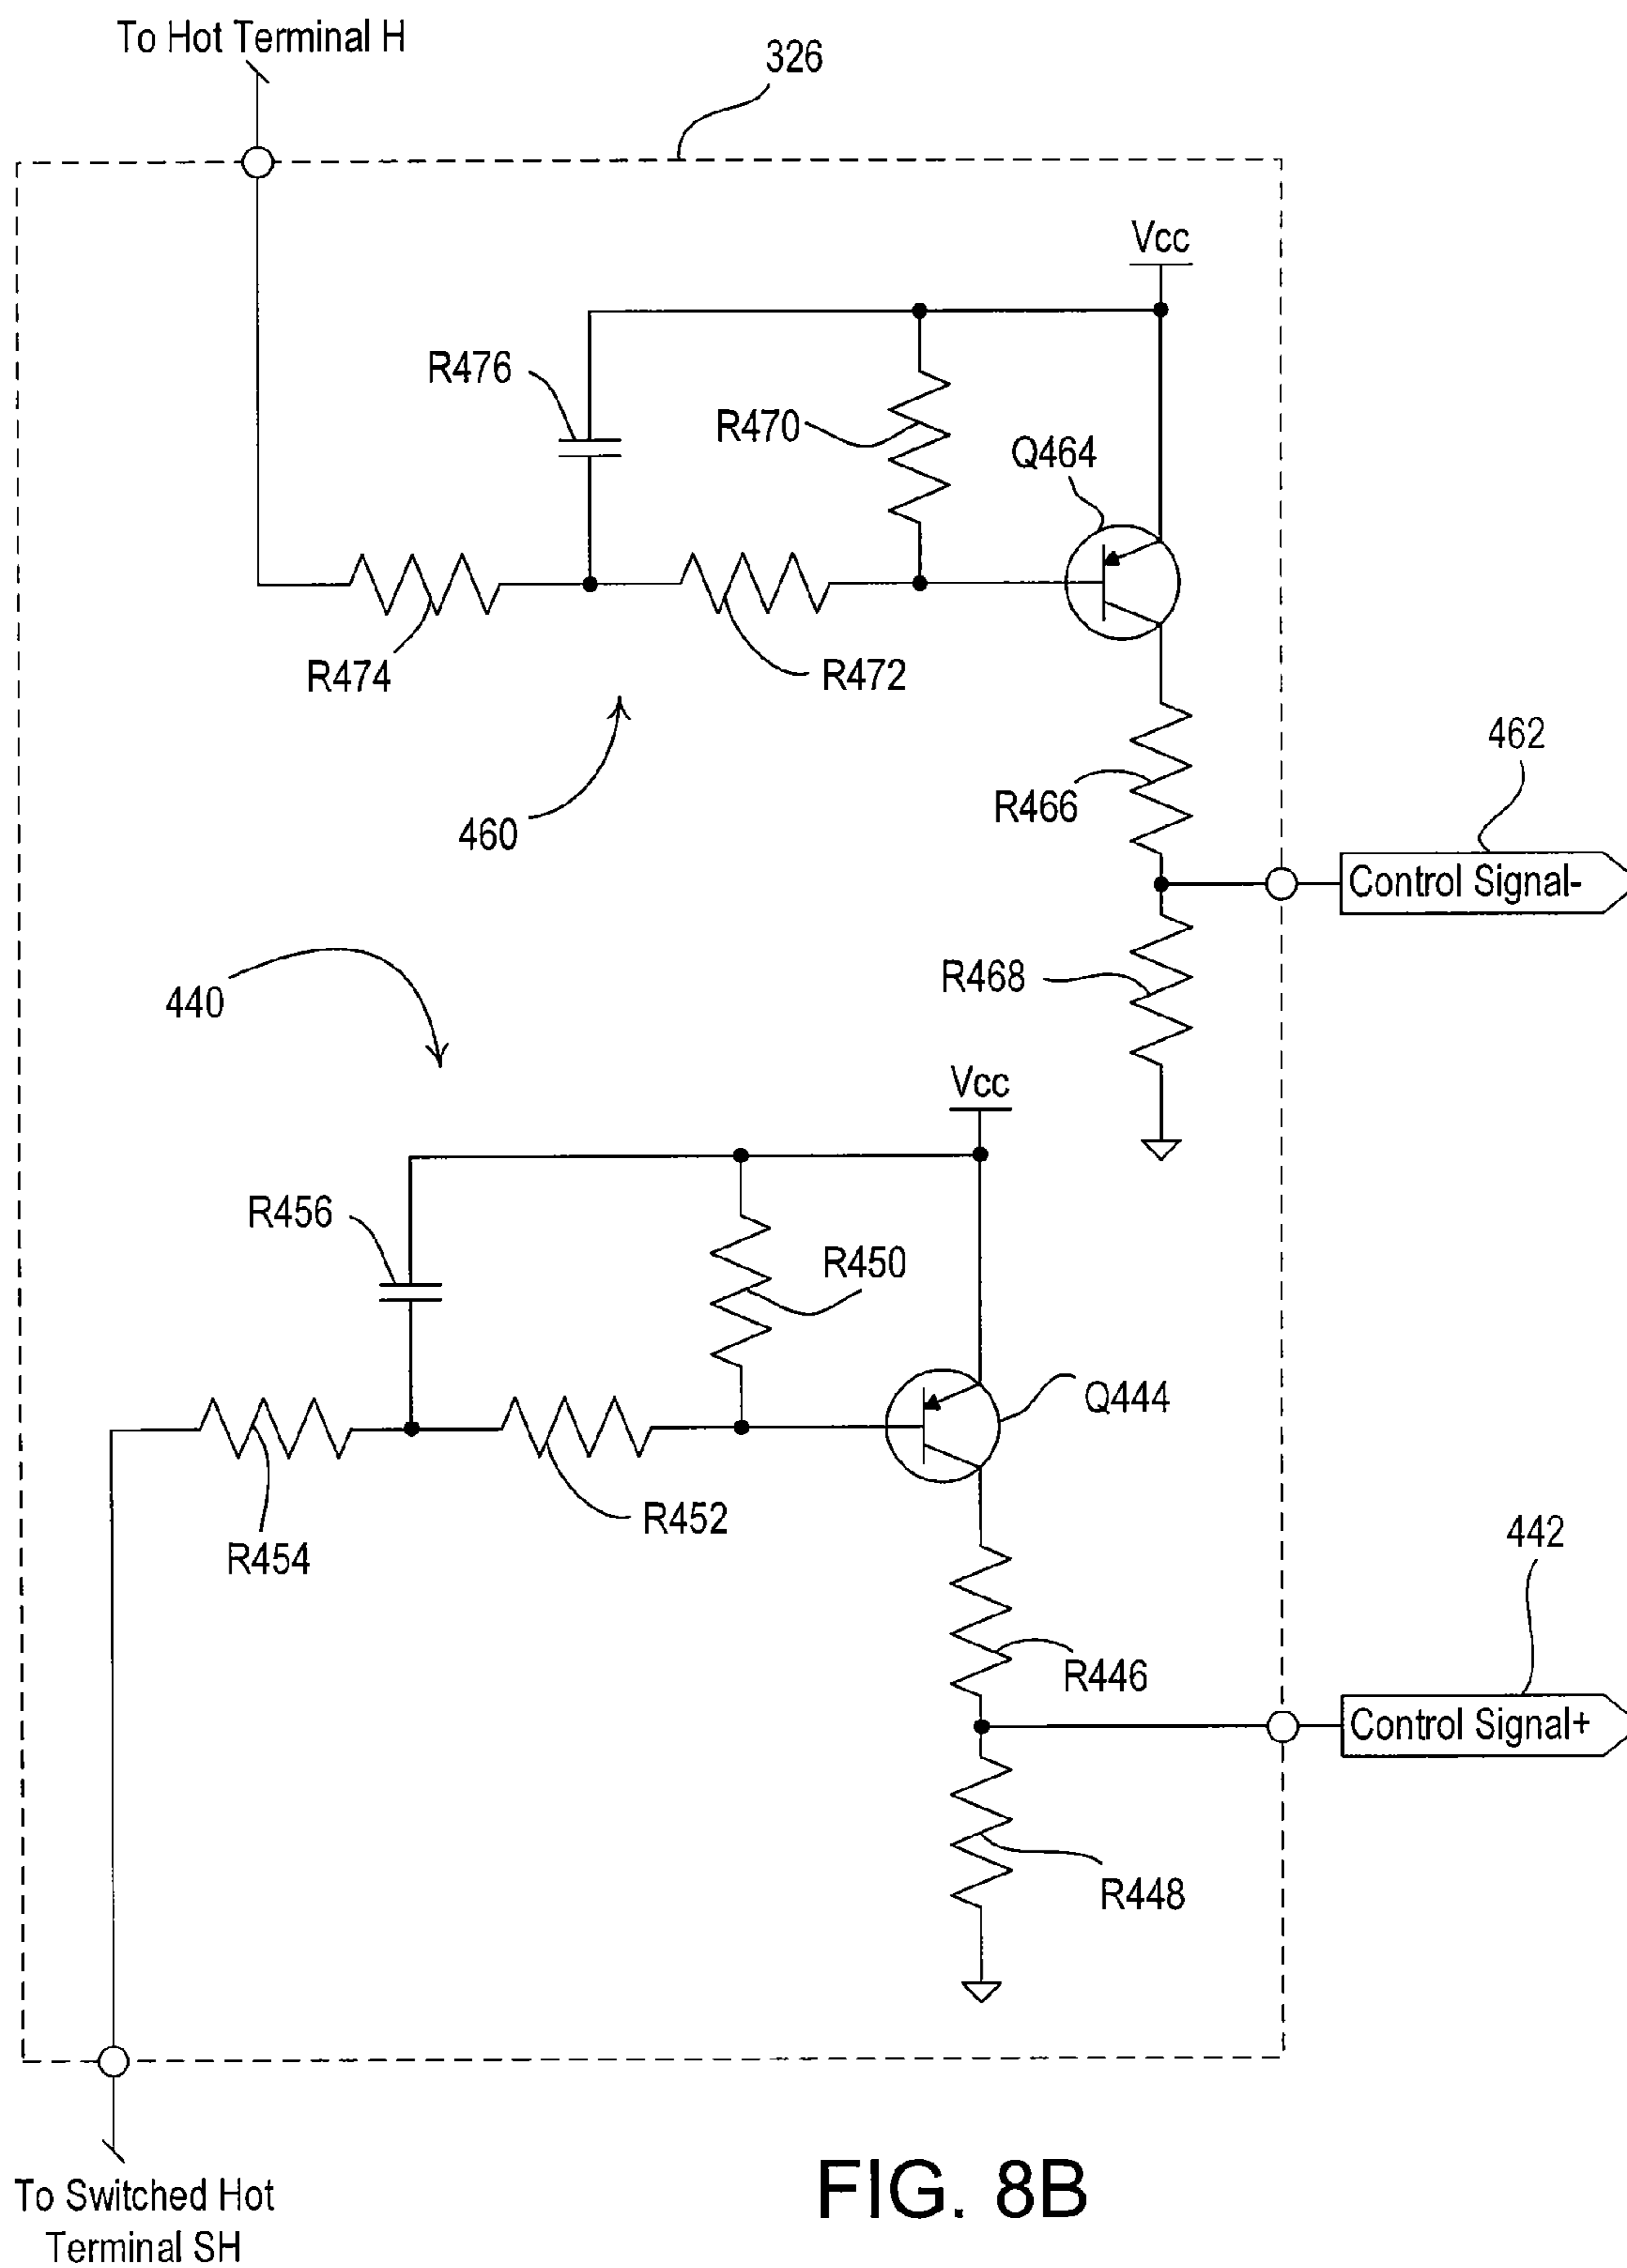 To Hot Terminal H
326
Vcc
R476
R470
Q464
R474
R472
460
R466
462
Control Signal-
R468
440
Vcc
R456
R450
Q444
R454
R452
442
R446
Control Signal+
R448
To Switched Hot
Terminal SH
FIG. 8B